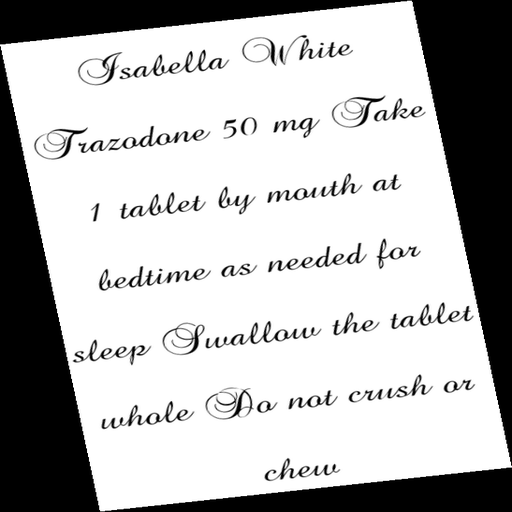 Isabella White
Trazodone 50 mg Take
1 tablet by mouth at
bedtime as needed for
sleep Swallow the tablet
whole Do not crush or
chew